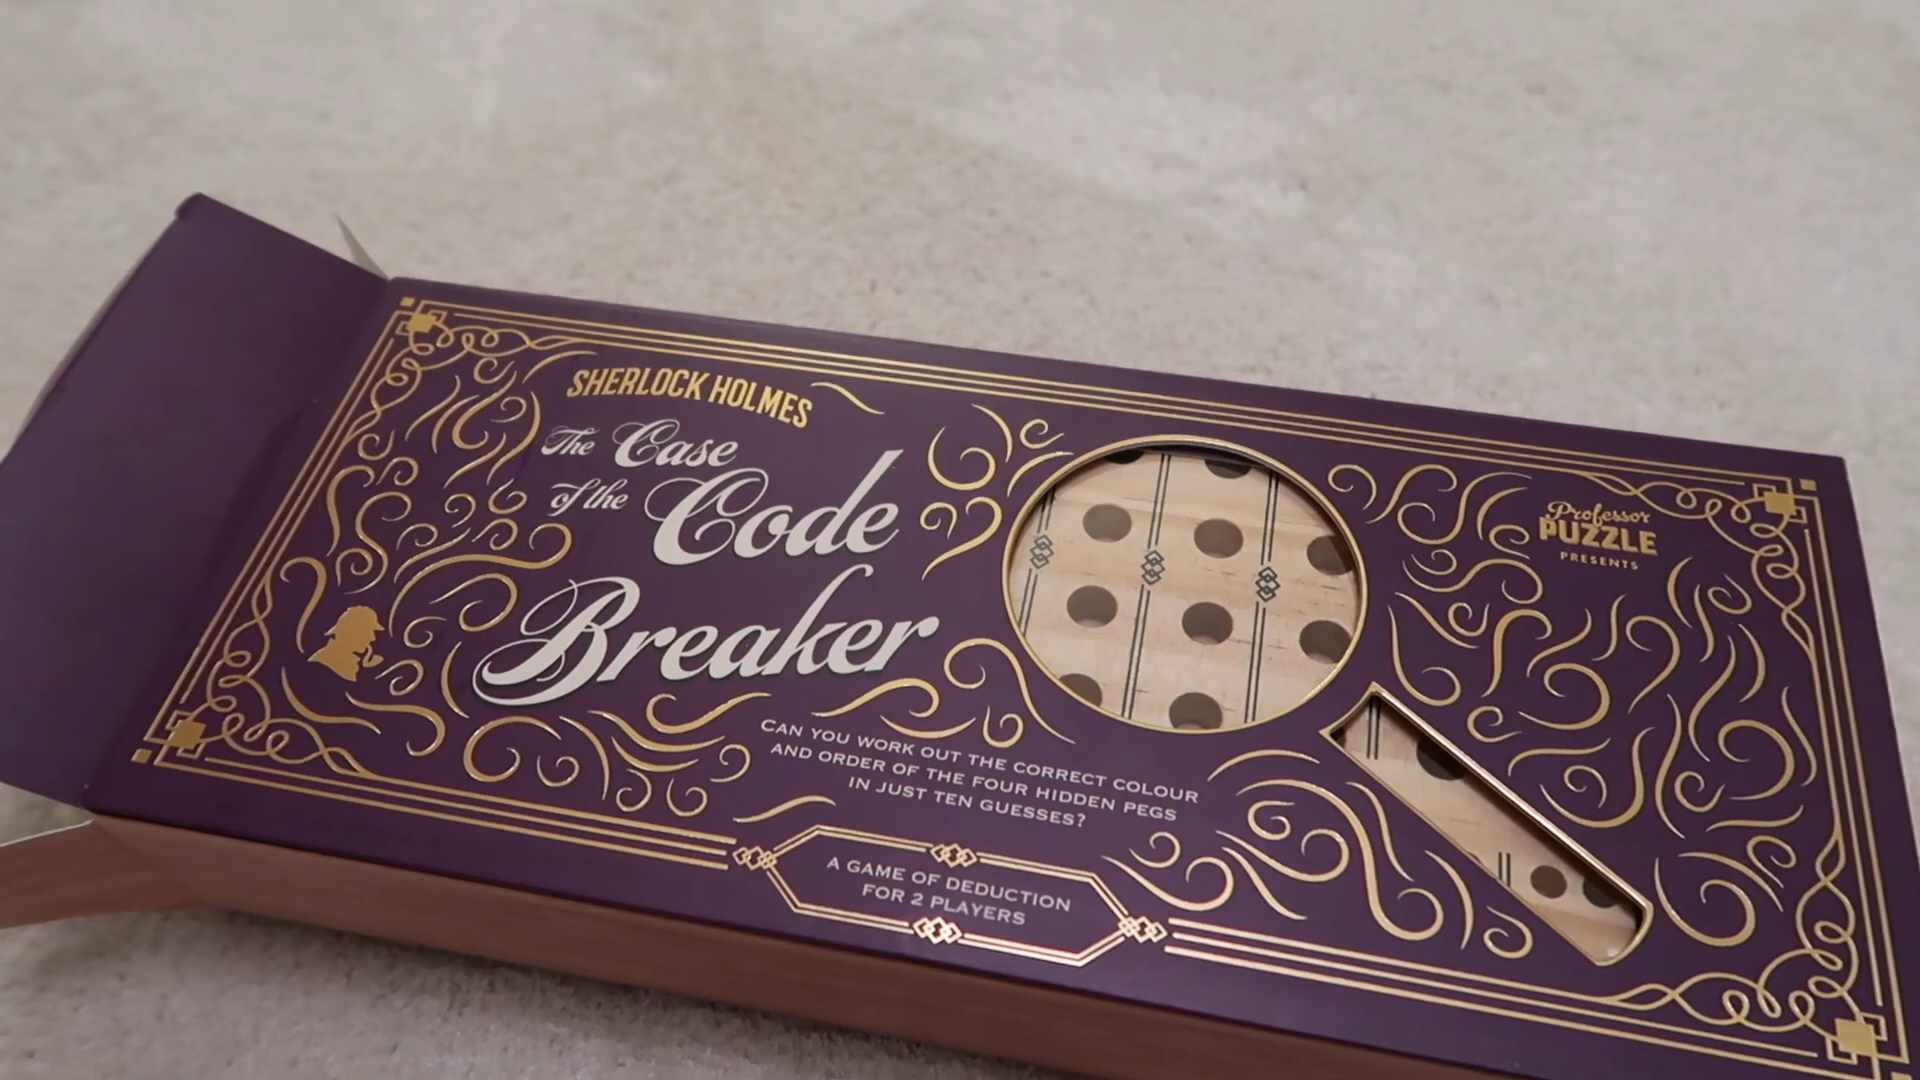 SHERLOCK HOLMES
The Case
of the Code
Breaker
Professor
PUZZLE
PRESENTS
CAN YOU WORK OUT THE CORRECT COLOUR
AND ORDER OF THE FOUR HIDDEN PEGS
IN JUST TEN GUESSES?
A GAME OF DEDUCTION
FOR 2 PLAYERS